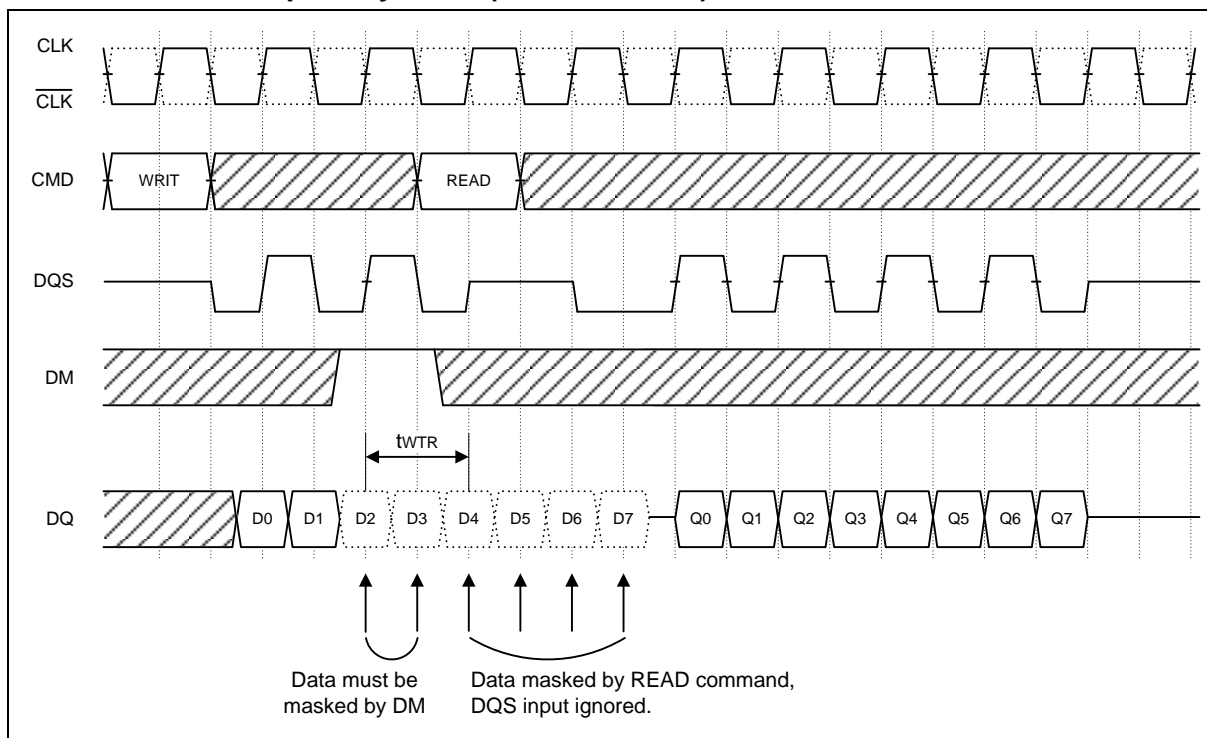 CLK
CLK
CMD
WRIT
READ
DQS
DM
tWTR
DQ
D0 D1 D2 D3 D4 D5 D6 D7 Q0 Q1 Q2 Q3 Q4 Q5 Q6 Q7
Data must be
masked by DM
Data masked by READ command,
DQS input ignored.